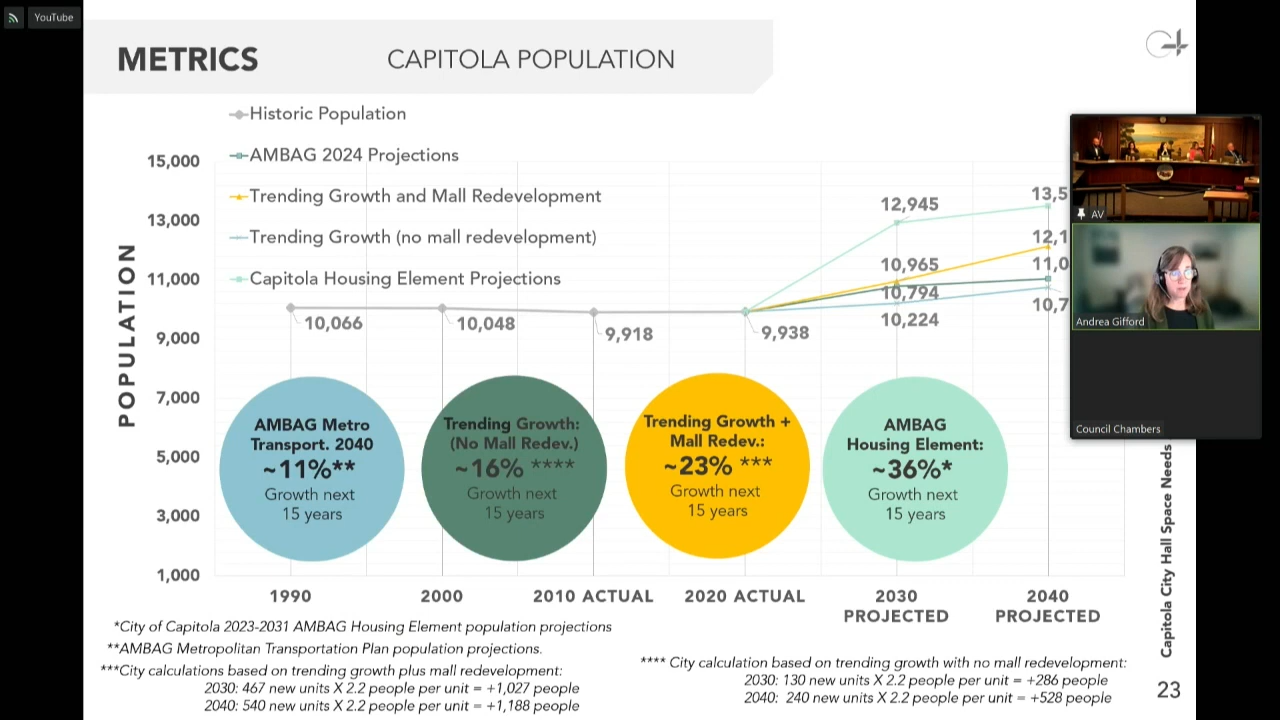 YouTube
METRICS
CAPITOLA POPULATION
Historic Population
AMBAG 2024 Projections
Trending Growth and Mall Redevelopment
Trending Growth (no mall redevelopment)
Capitola Housing Element Projections
POPULATION
15,000
13,000
11,000
9,000
7,000
5,000
3,000
1,000
10,066
10,048
9,918
9,938
12,945
10,965
10,794
10,224
13,5
12,1
11,0
10,7
AMBAG Metro
Transport. 2040
~11%**
Growth next
15 years
Trending Growth:
(No Mall Redev.)
~16% ****
Growth next
15 years
Trending Growth +
Mall Redev.:
~23% ***
Growth next
15 years
AMBAG
Housing Element:
~36%*
Growth next
15 years
1990
2000
2010 ACTUAL
2020 ACTUAL
2030
PROJECTED
2040
PROJECTED
*City of Capitola 2023-2031 AMBAG Housing Element population projections
**AMBAG Metropolitan Transportation Plan population projections.
***City calculations based on trending growth plus mall redevelopment:
2030: 467 new units X 2.2 people per unit = +1,027 people
2040: 540 new units X 2.2 people per unit = +1,188 people
**** City calculation based on trending growth with no mall redevelopment:
2030: 130 new units X 2.2 people per unit = +286 people
2040: 240 new units X 2.2 people per unit = +528 people
Capitola City Hall Space Needs
23
AV
Andrea Gifford
Council Chambers